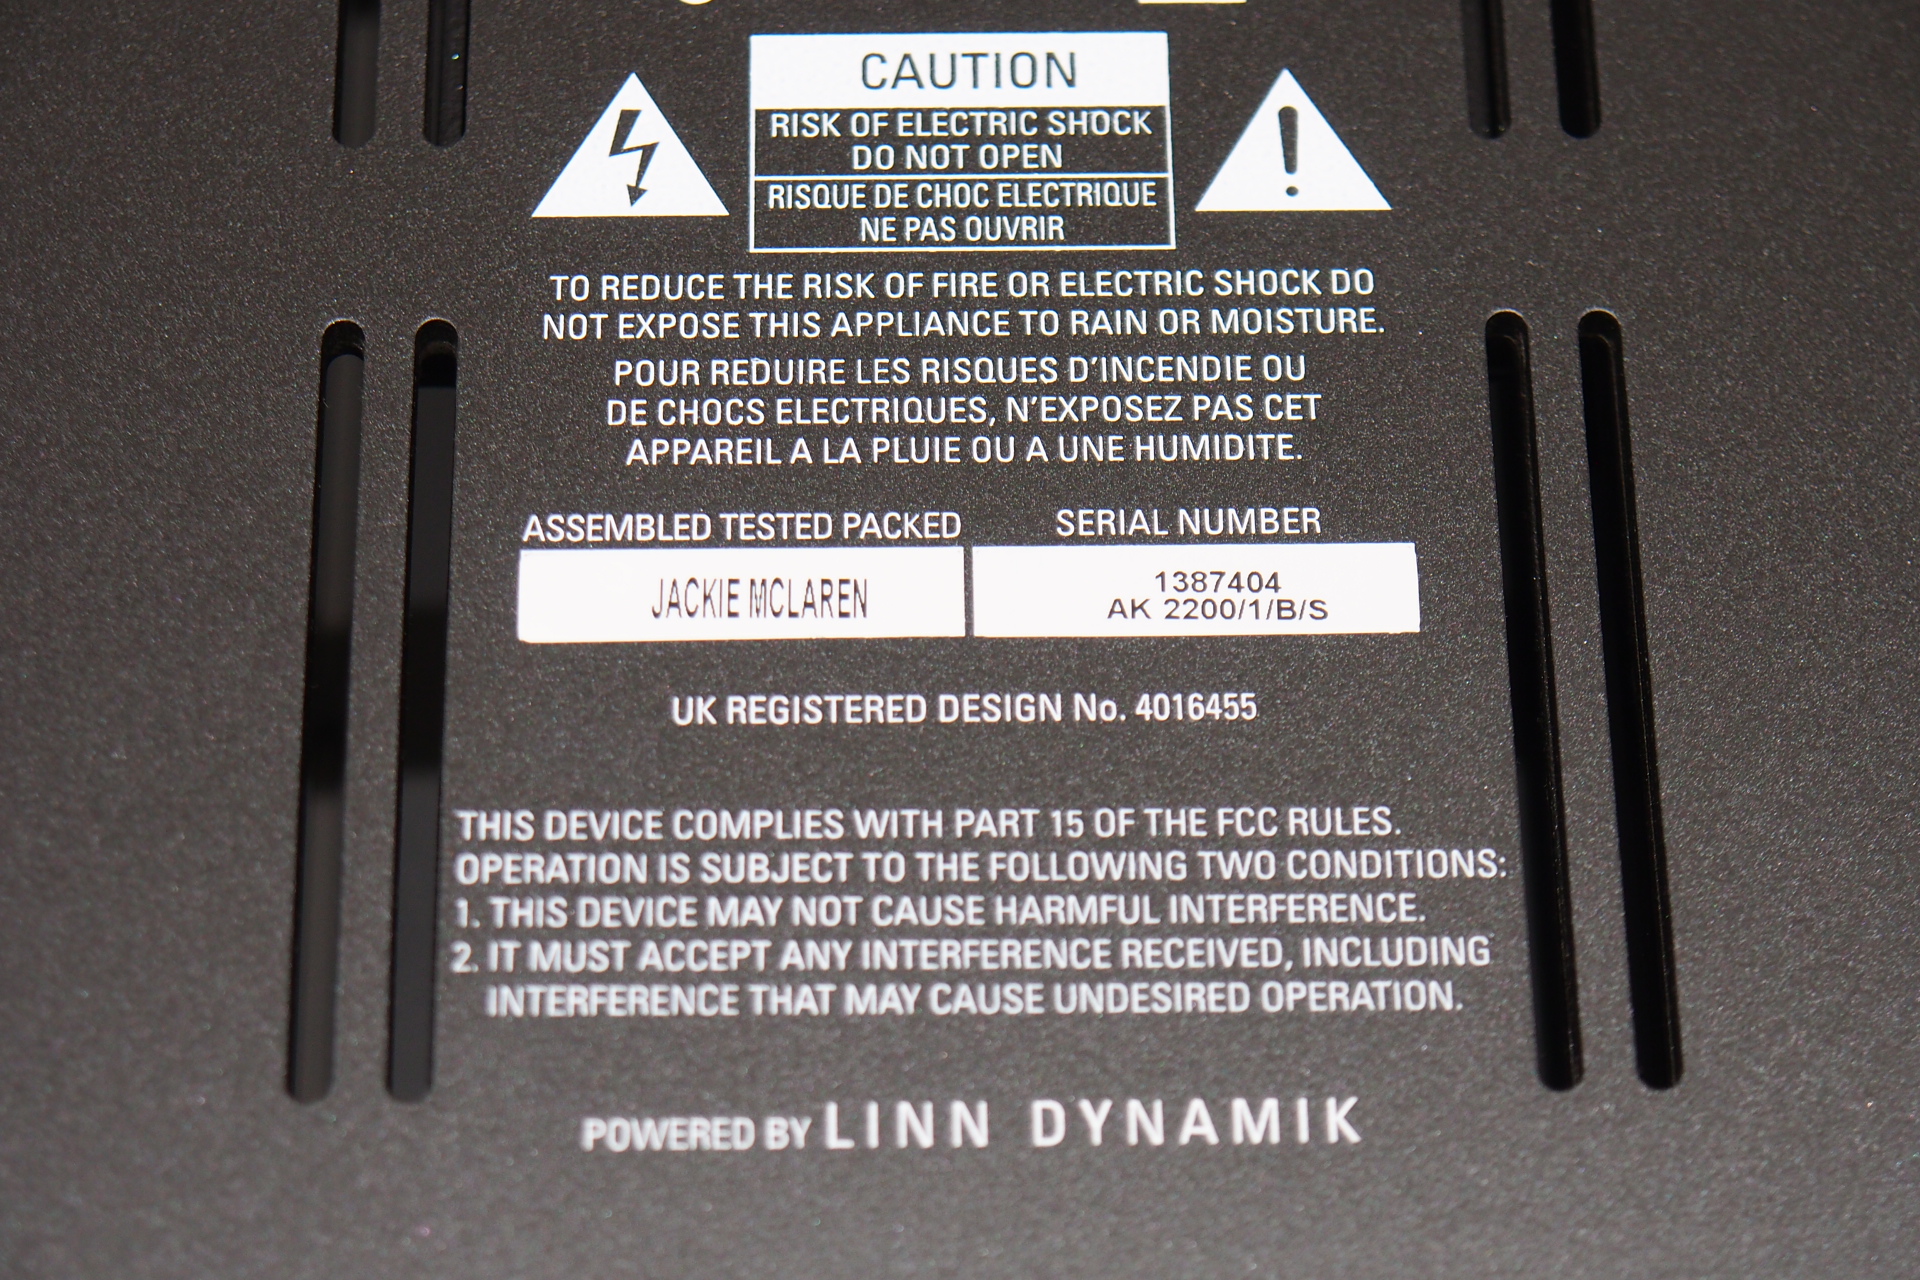 CAUTION
RISK OF ELECTRIC SHOCK
DO NOT OPEN
RISQUE DE CHOC ELECTRIQUE
NE PAS OUVRIR
TO REDUCE THE RISK OF FIRE OR ELECTRIC SHOCK DO
NOT EXPOSE THIS APPLIANCE TO RAIN OR MOISTURE.
POUR REDUIRE LES RISQUES D'INCENDIE OU
DE CHOCS ELECTRIQUES, N'EXPOSEZ PAS CET
APPAREIL A LA PLUIE OU A UNE HUMIDITE.
ASSEMBLED TESTED PACKED
JACKIE MCLAREN
SERIAL NUMBER
1387404
AK 2200/1/B/S
UK REGISTERED DESIGN No. 4016455
THIS DEVICE COMPLIES WITH PART 15 OF THE FCC RULES.
OPERATION IS SUBJECT TO THE FOLLOWING TWO CONDITIONS:
1. THIS DEVICE MAY NOT CAUSE HARMFUL INTERFERENCE.
2. IT MUST ACCEPT ANY INTERFERENCE RECEIVED, INCLUDING
INTERFERENCE THAT MAY CAUSE UNDESIRED OPERATION.
POWERED BY LINN DYNAMIK